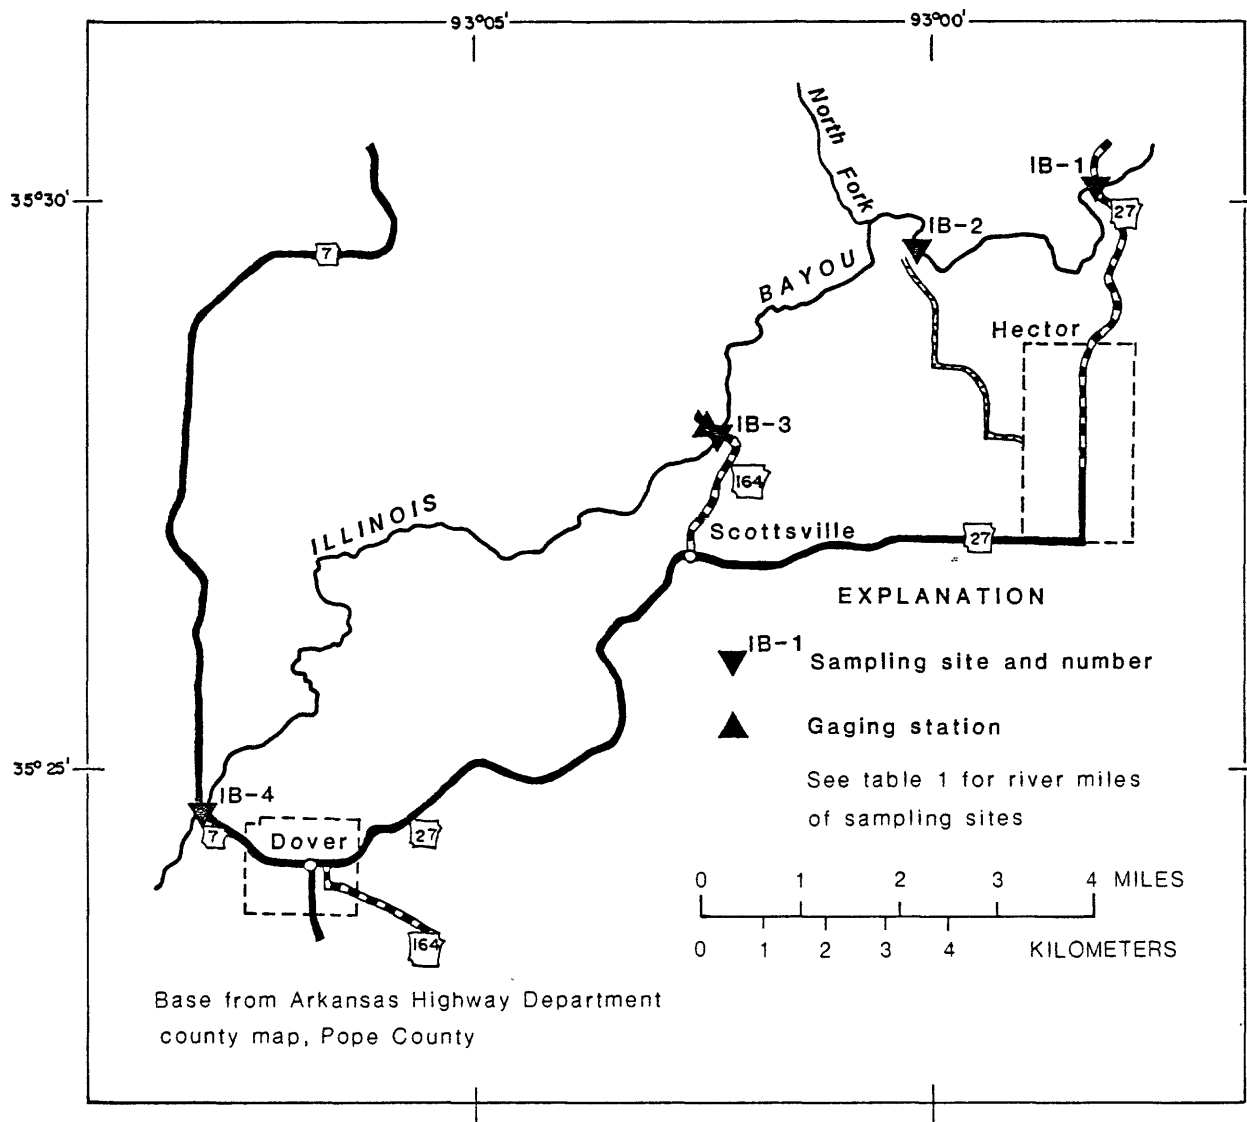 93°05'
93°00'
35°30'
35°25'
North Fork
IB-1
27
IB-2
7
BAYOU
Hector
IB-3
164
ILLINOIS
Scottsville
27
EXPLANATION
IB-1 Sampling site and number
Gaging station
See table 1 for river miles
of sampling sites
IB-4
7
Dover
27
164
0 1 2 3 4 MILES
0 1 2 3 4 KILOMETERS
Base from Arkansas Highway Department
county map, Pope County